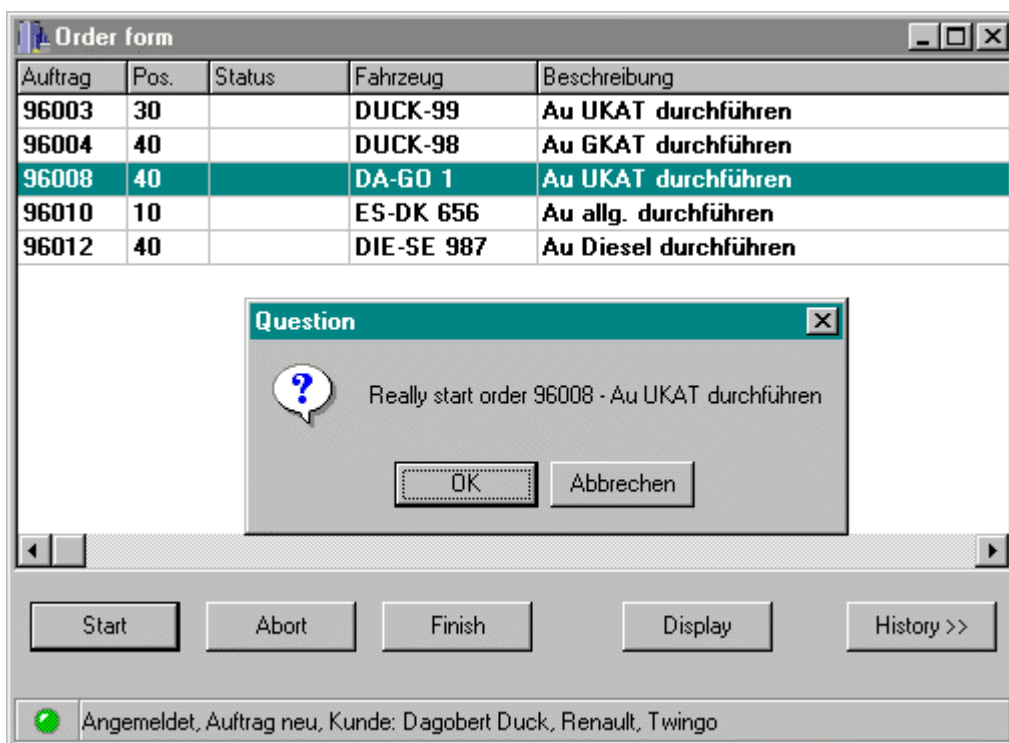 Order form
Auftrag Pos. Status Fahrzeug Beschreibung
96003 30 DUCK-99 Au UKAT durchführen
96004 40 DUCK-98 Au GKAT durchführen
96008 40 DA-GO 1 Au UKAT durchführen
96010 10 ES-DK 656 Au allg. durchführen
96012 40 DIE-SE 987 Au Diesel durchführen
Question
Really start order 96008 - Au UKAT durchführen
OK Abbrechen
Start Abort Finish Display History >>
Angemeldet, Auftrag neu, Kunde: Dagobert Duck, Renault, Twingo